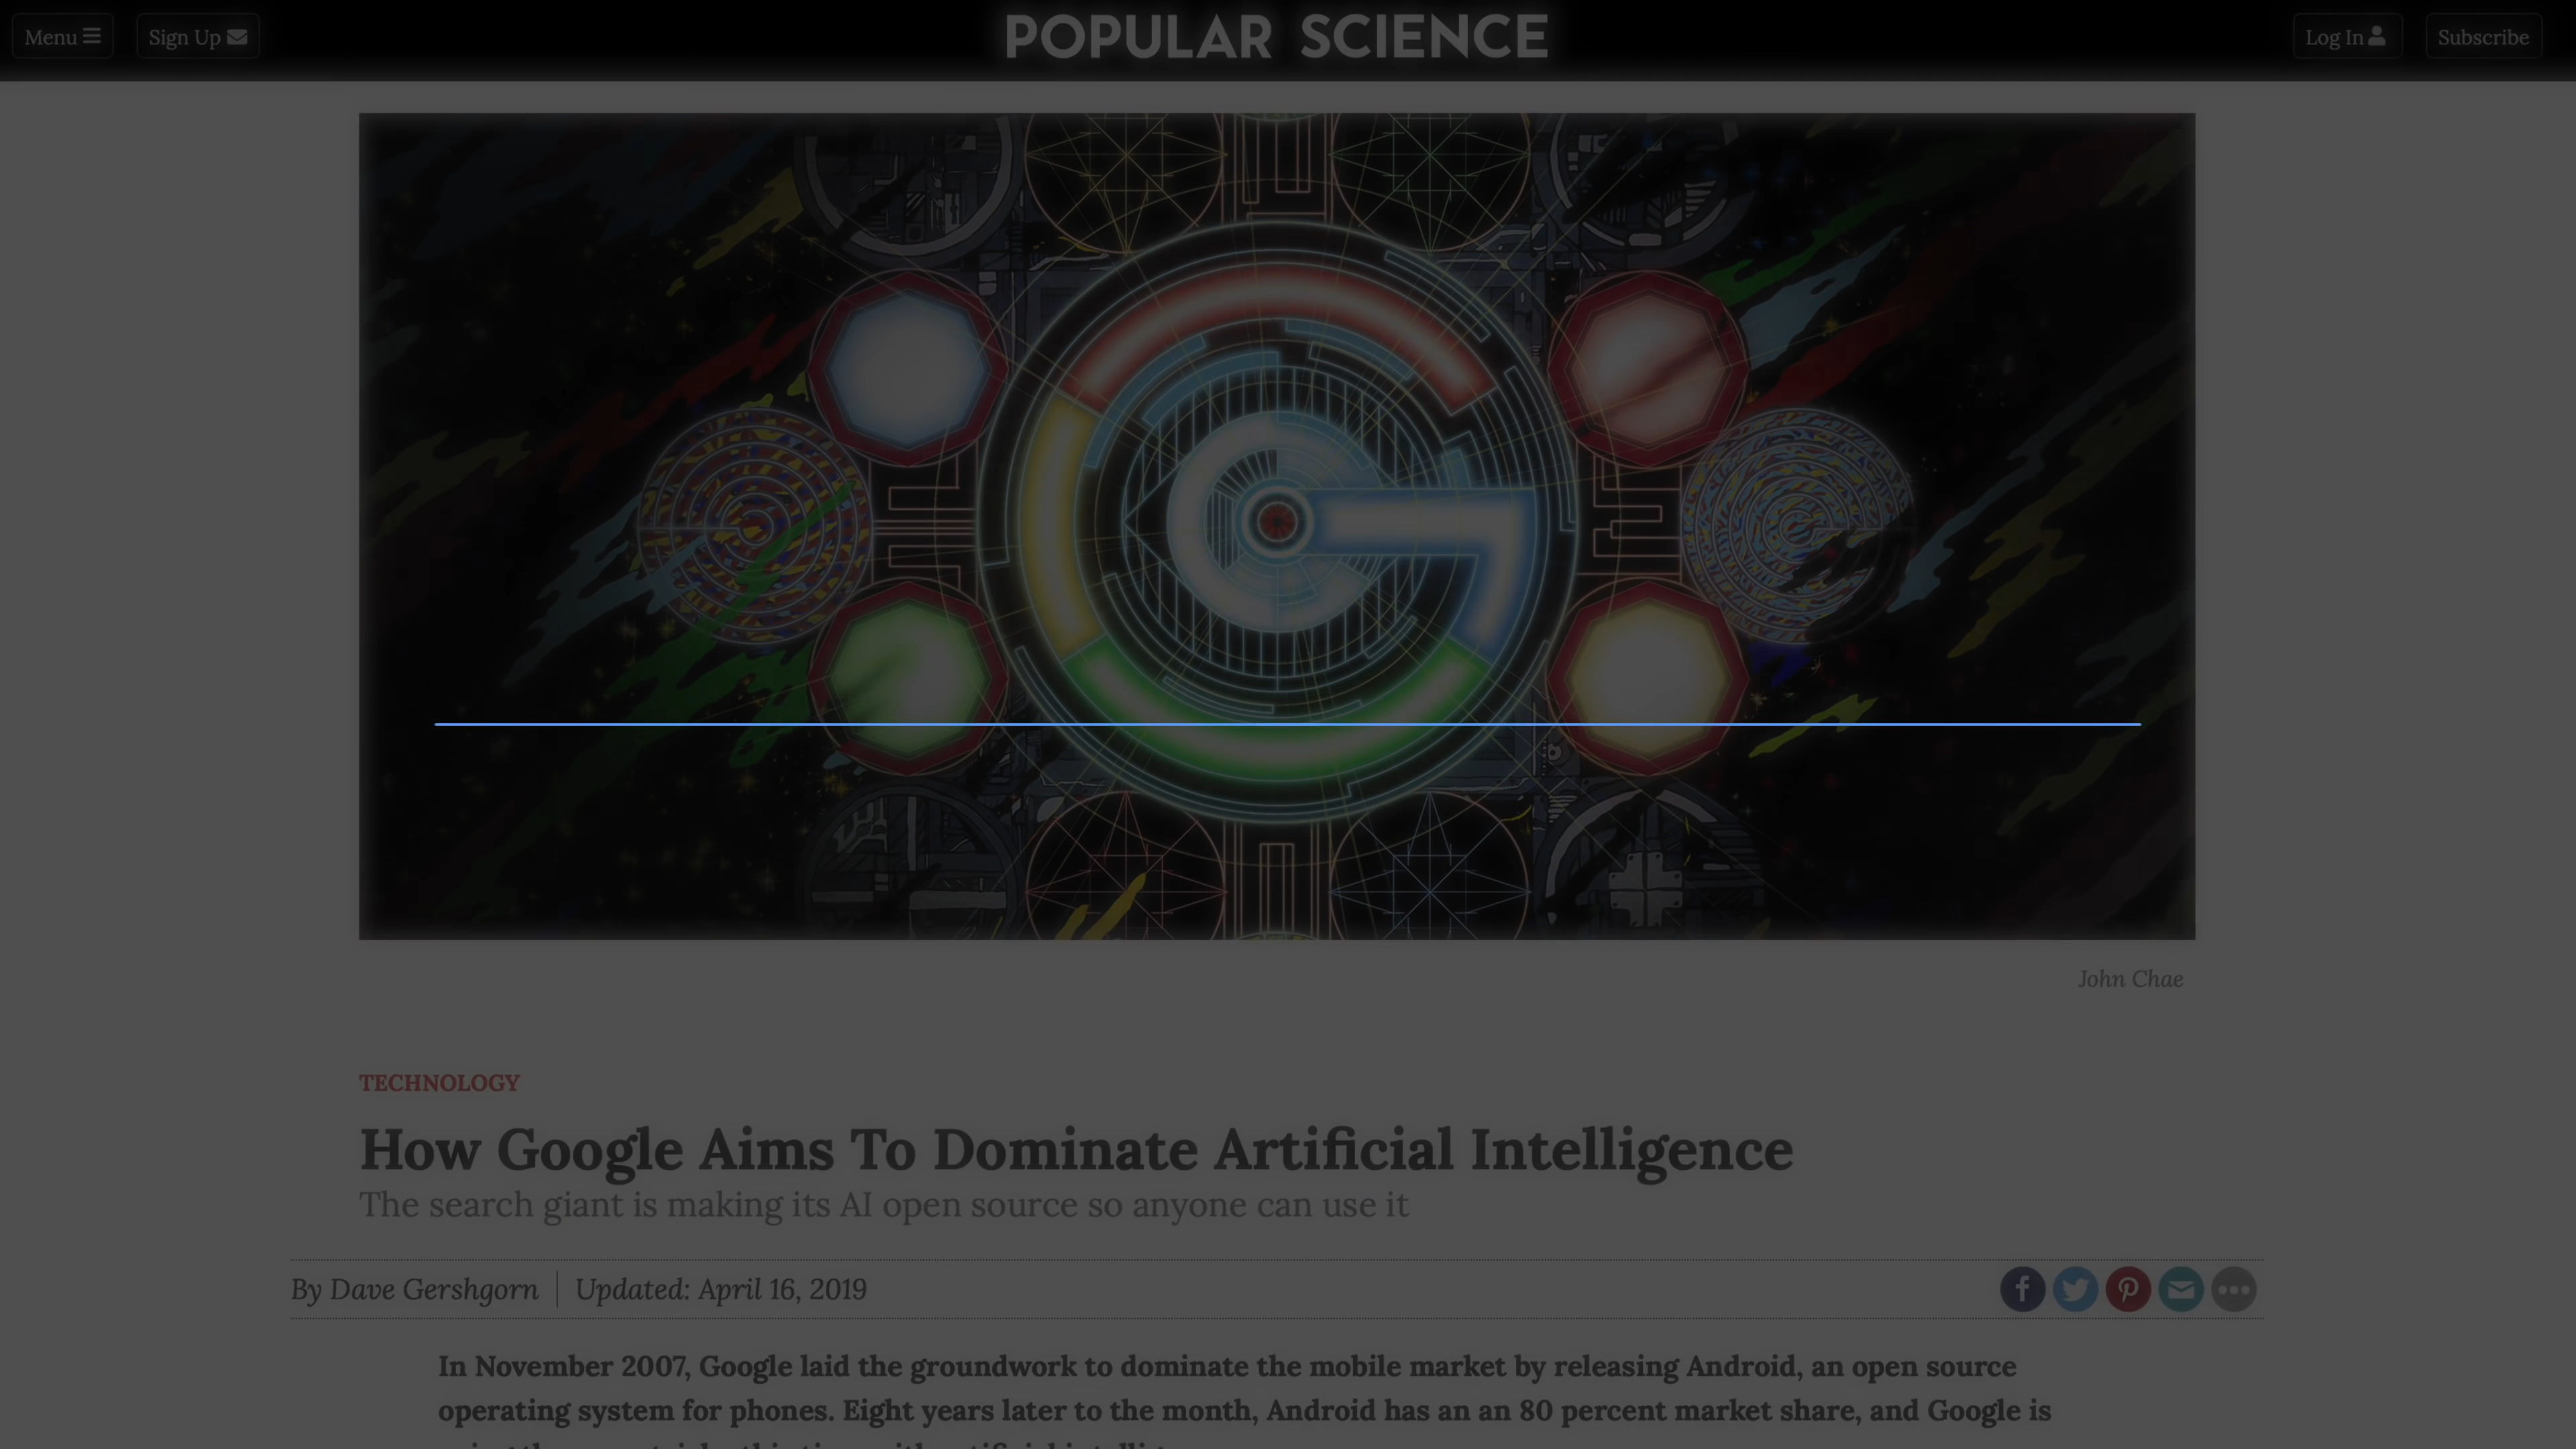 Menu
Sign Up
POPULAR SCIENCE
Log In
Subscribe
John Chae
TECHNOLOGY
How Google Aims To Dominate Artificial Intelligence
The search giant is making its AI open source so anyone can use it
By Dave Gershgorn
Updated: April 16, 2019
In November 2007, Google laid the groundwork to dominate the mobile market by releasing Android, an open source
operating system for phones. Eight years later to the month, Android has an an 80 percent market share, and Google is